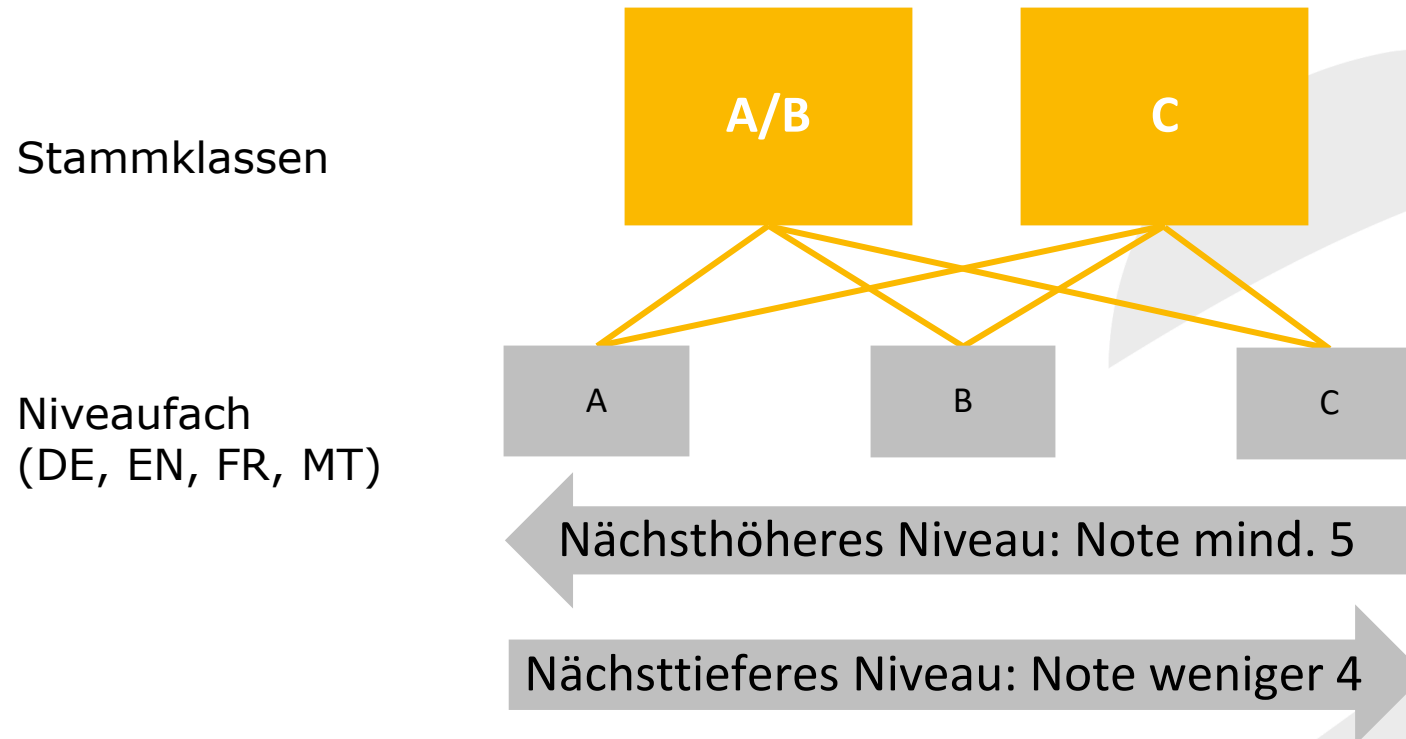 A/B
C
Stammklassen
A
B
C
Niveaufach
(DE, EN, FR, MT)
Nächsthöheres Niveau: Note mind. 5
Nächsttieferes Niveau: Note weniger 4